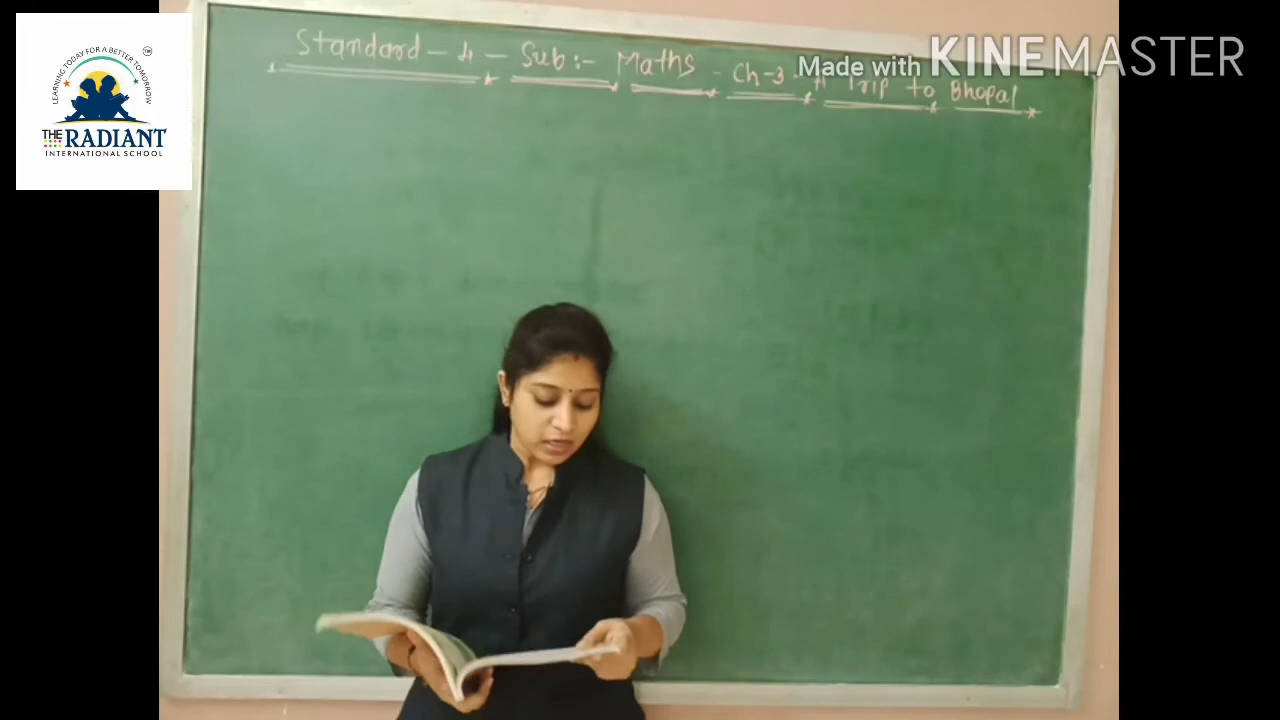 Standard - 4 - Sub :- Maths - Ch-3 - A Trip to Bhopal
Made with KINEMASTER
LEARNING TODAY FOR A BETTER TOMORROW
TM
THE RADIANT
INTERNATIONAL SCHOOL